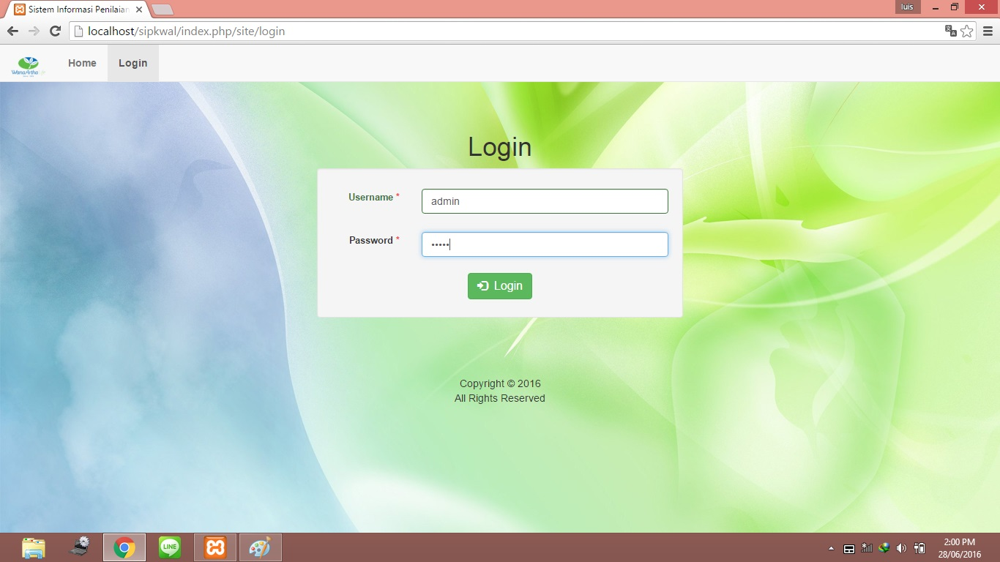 Sistem Informasi Penilaian
luis
localhost/sipkwal/index.php/site/login
Home
Login
Login
Username *
admin
Password *
•••••
Login
Copyright © 2016
All Rights Reserved
LINE
2:00 PM
28/06/2016